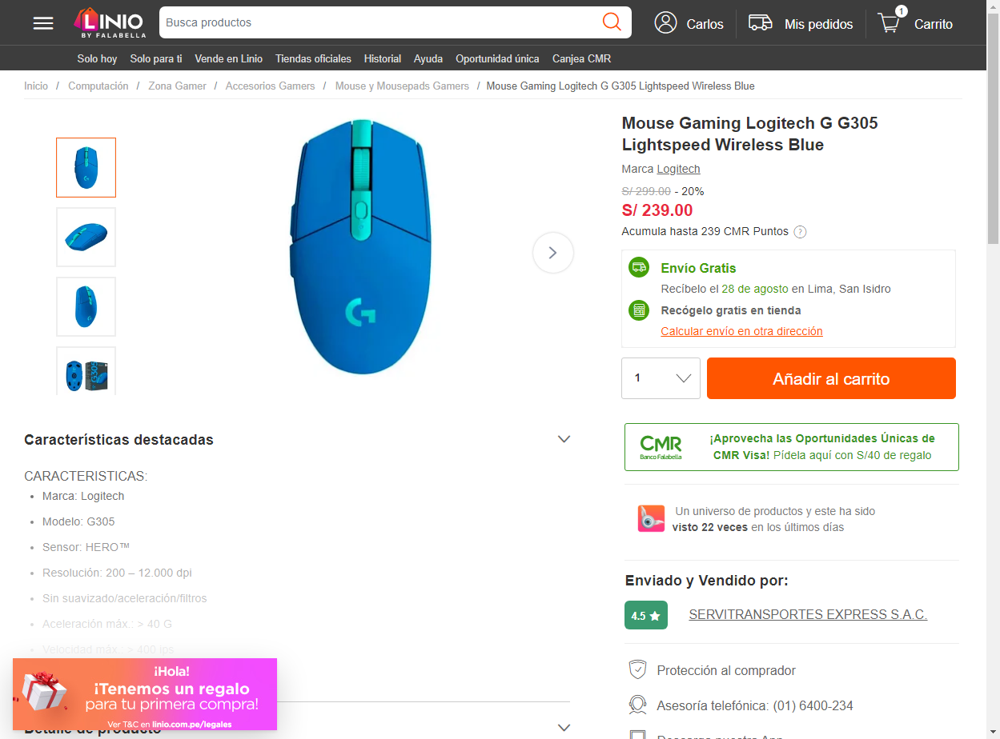 LINIO
BY FALABELLA
Busca productos
Carlos
Mis pedidos
1
Carrito
Solo hoy
Solo para ti
Vende en Linio
Tiendas oficiales
Historial
Ayuda
Oportunidad única
Canjea CMR
Inicio / Computación / Zona Gamer / Accesorios Gamers / Mouse y Mousepads Gamers / Mouse Gaming Logitech G G305 Lightspeed Wireless Blue
Mouse Gaming Logitech G G305
Lightspeed Wireless Blue
Marca Logitech
S/ 299.00 - 20%
S/ 239.00
Acumula hasta 239 CMR Puntos ?
Envío Gratis
Recíbelo el 28 de agosto en Lima, San Isidro
Recógelo gratis en tienda
Calcular envío en otra dirección
1
Añadir al carrito
G305
Características destacadas
CARACTERISTICAS:
• Marca: Logitech
• Modelo: G305
• Sensor: HERO™
• Resolución: 200 – 12.000 dpi
• Sin suavizado/aceleración/filtros
• Aceleración máx.: > 40 G
• Velocidad máx.: > 400 ips
CMR
Banco Falabella
¡Aprovecha las Oportunidades Únicas de
CMR Visa! Pídela aquí con S/40 de regalo
Un universo de productos y este ha sido
visto 22 veces en los últimos días
Enviado y Vendido por:
4.5 ★
SERVITRANSPORTES EXPRESS S.A.C.
Protección al comprador
Asesoría telefónica: (01) 6400-234
Descarga nuestra App
¡Hola!
¡Tenemos un regalo
para tu primera compra!
Ver T&C en linio.com.pe/legales
Detalle de producto